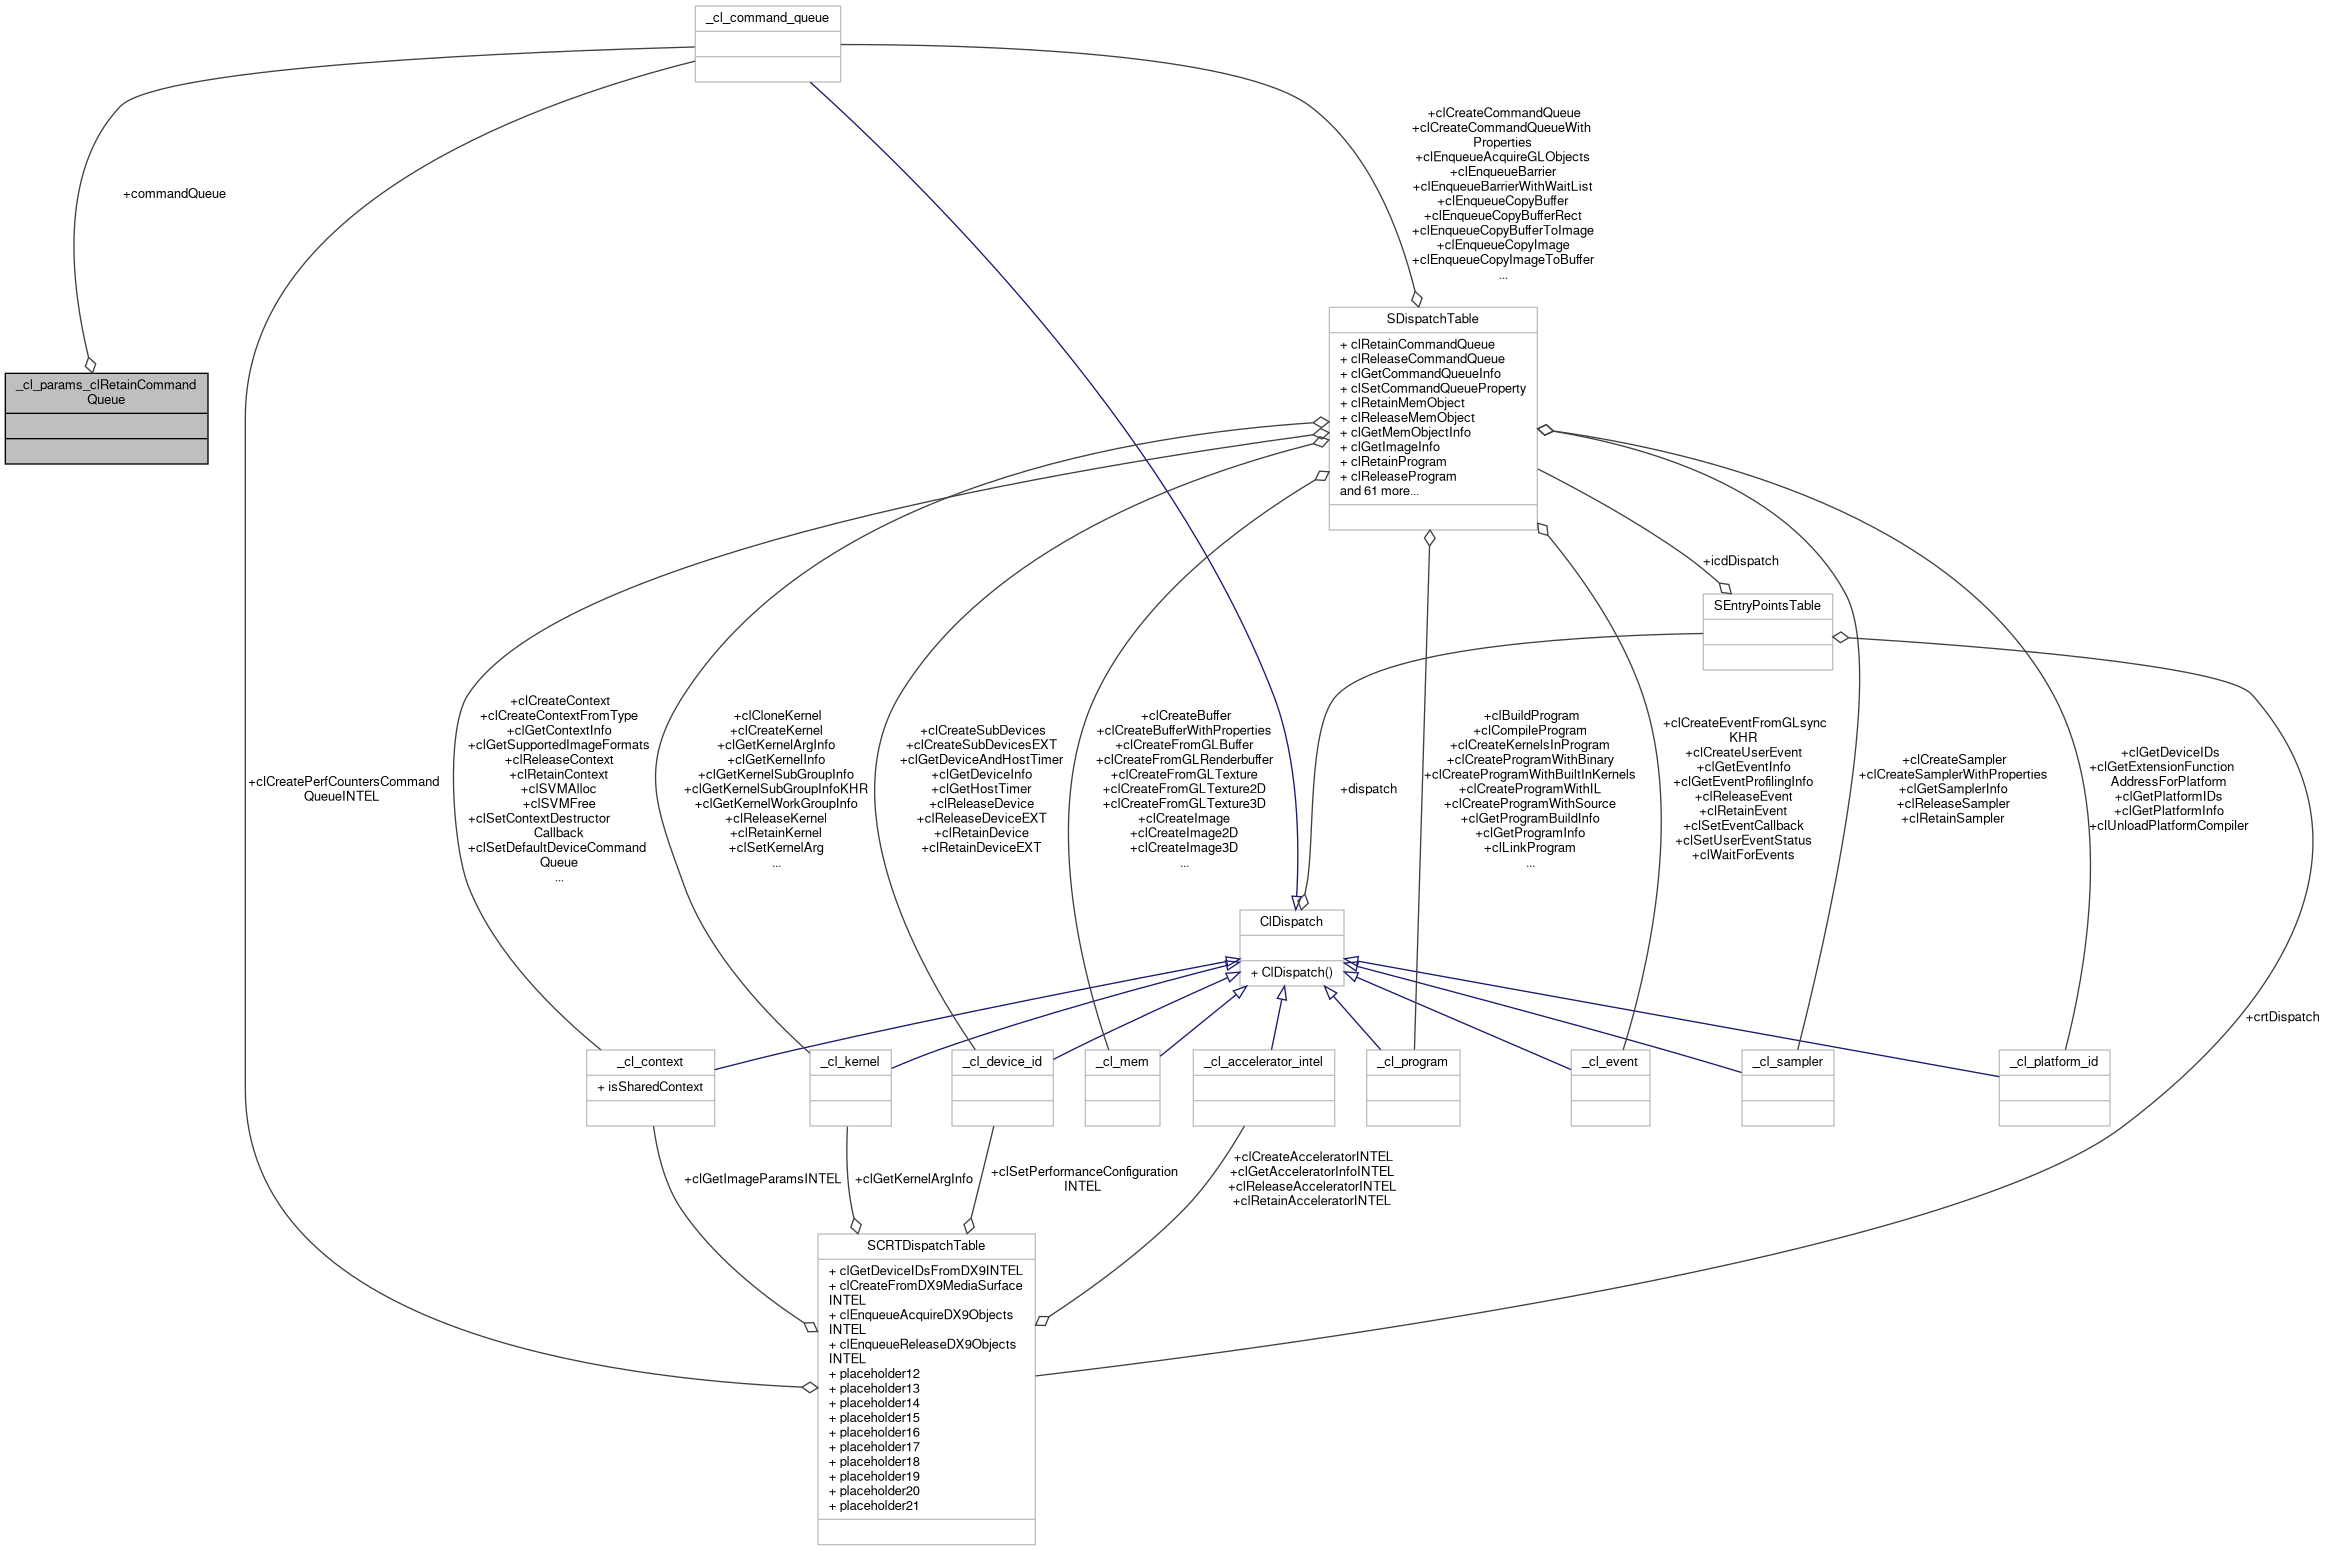 _cl_command_queue
+clCreateCommandQueue
+clCreateCommandQueueWith
Properties
+clEnqueueAcquireGLObjects
+clEnqueueBarrier
+clEnqueueBarrierWithWaitList
+clEnqueueCopyBuffer
+clEnqueueCopyBufferRect
+clEnqueueCopyBufferToImage
+clEnqueueCopyImage
+clEnqueueCopyImageToBuffer
...
+commandQueue
SDispatchTable
+ clRetainCommandQueue
+ clReleaseCommandQueue
+ clGetCommandQueueInfo
+ clSetCommandQueueProperty
+ clRetainMemObject
+ clReleaseMemObject
+ clGetMemObjectInfo
+ clGetImageInfo
+ clRetainProgram
+ clReleaseProgram
and 61 more...
_cl_params_clRetainCommand
Queue
+icdDispatch
SEntryPointsTable
+clCreatePerfCountersCommand
QueueINTEL
+clCreateContext
+clCreateContextFromType
+clGetContextInfo
+clGetSupportedImageFormats
+clReleaseContext
+clRetainContext
+clSVMAlloc
+clSVMFree
+clSetContextDestructor
Callback
+clSetDefaultDeviceCommand
Queue
...
+clCloneKernel
+clCreateKernel
+clGetKernelArgInfo
+clGetKernelInfo
+clGetKernelSubGroupInfo
+clGetKernelSubGroupInfoKHR
+clGetKernelWorkGroupInfo
+clReleaseKernel
+clRetainKernel
+clSetKernelArg
...
+clCreateSubDevices
+clCreateSubDevicesEXT
+clGetDeviceAndHostTimer
+clGetDeviceInfo
+clGetHostTimer
+clReleaseDevice
+clReleaseDeviceEXT
+clRetainDevice
+clRetainDeviceEXT
+clCreateBuffer
+clCreateBufferWithProperties
+clCreateFromGLBuffer
+clCreateFromGLRenderbuffer
+clCreateFromGLTexture
+clCreateFromGLTexture2D
+clCreateFromGLTexture3D
+clCreateImage
+clCreateImage2D
+clCreateImage3D
...
+dispatch
+clBuildProgram
+clCompileProgram
+clCreateKernelsInProgram
+clCreateProgramWithBinary
+clCreateProgramWithBuiltInKernels
+clCreateProgramWithIL
+clCreateProgramWithSource
+clGetProgramBuildInfo
+clGetProgramInfo
+clLinkProgram
...
+clCreateEventFromGLsync
KHR
+clCreateUserEvent
+clGetEventInfo
+clGetEventProfilingInfo
+clReleaseEvent
+clRetainEvent
+clSetEventCallback
+clSetUserEventStatus
+clWaitForEvents
+clCreateSampler
+clCreateSamplerWithProperties
+clGetSamplerInfo
+clReleaseSampler
+clRetainSampler
+clGetDeviceIDs
+clGetExtensionFunction
AddressForPlatform
+clGetPlatformIDs
+clGetPlatformInfo
+clUnloadPlatformCompiler
ClDispatch
+ ClDispatch()
+crtDispatch
_cl_context
+ isSharedContext
_cl_kernel
_cl_device_id
_cl_mem
_cl_accelerator_intel
_cl_program
_cl_event
_cl_sampler
_cl_platform_id
+clGetImageParamsINTEL
+clGetKernelArgInfo
+clSetPerformanceConfiguration
INTEL
+clCreateAcceleratorINTEL
+clGetAcceleratorInfoINTEL
+clReleaseAcceleratorINTEL
+clRetainAcceleratorINTEL
SCRTDispatchTable
+ clGetDeviceIDsFromDX9INTEL
+ clCreateFromDX9MediaSurface
INTEL
+ clEnqueueAcquireDX9Objects
INTEL
+ clEnqueueReleaseDX9Objects
INTEL
+ placeholder12
+ placeholder13
+ placeholder14
+ placeholder15
+ placeholder16
+ placeholder17
+ placeholder18
+ placeholder19
+ placeholder20
+ placeholder21